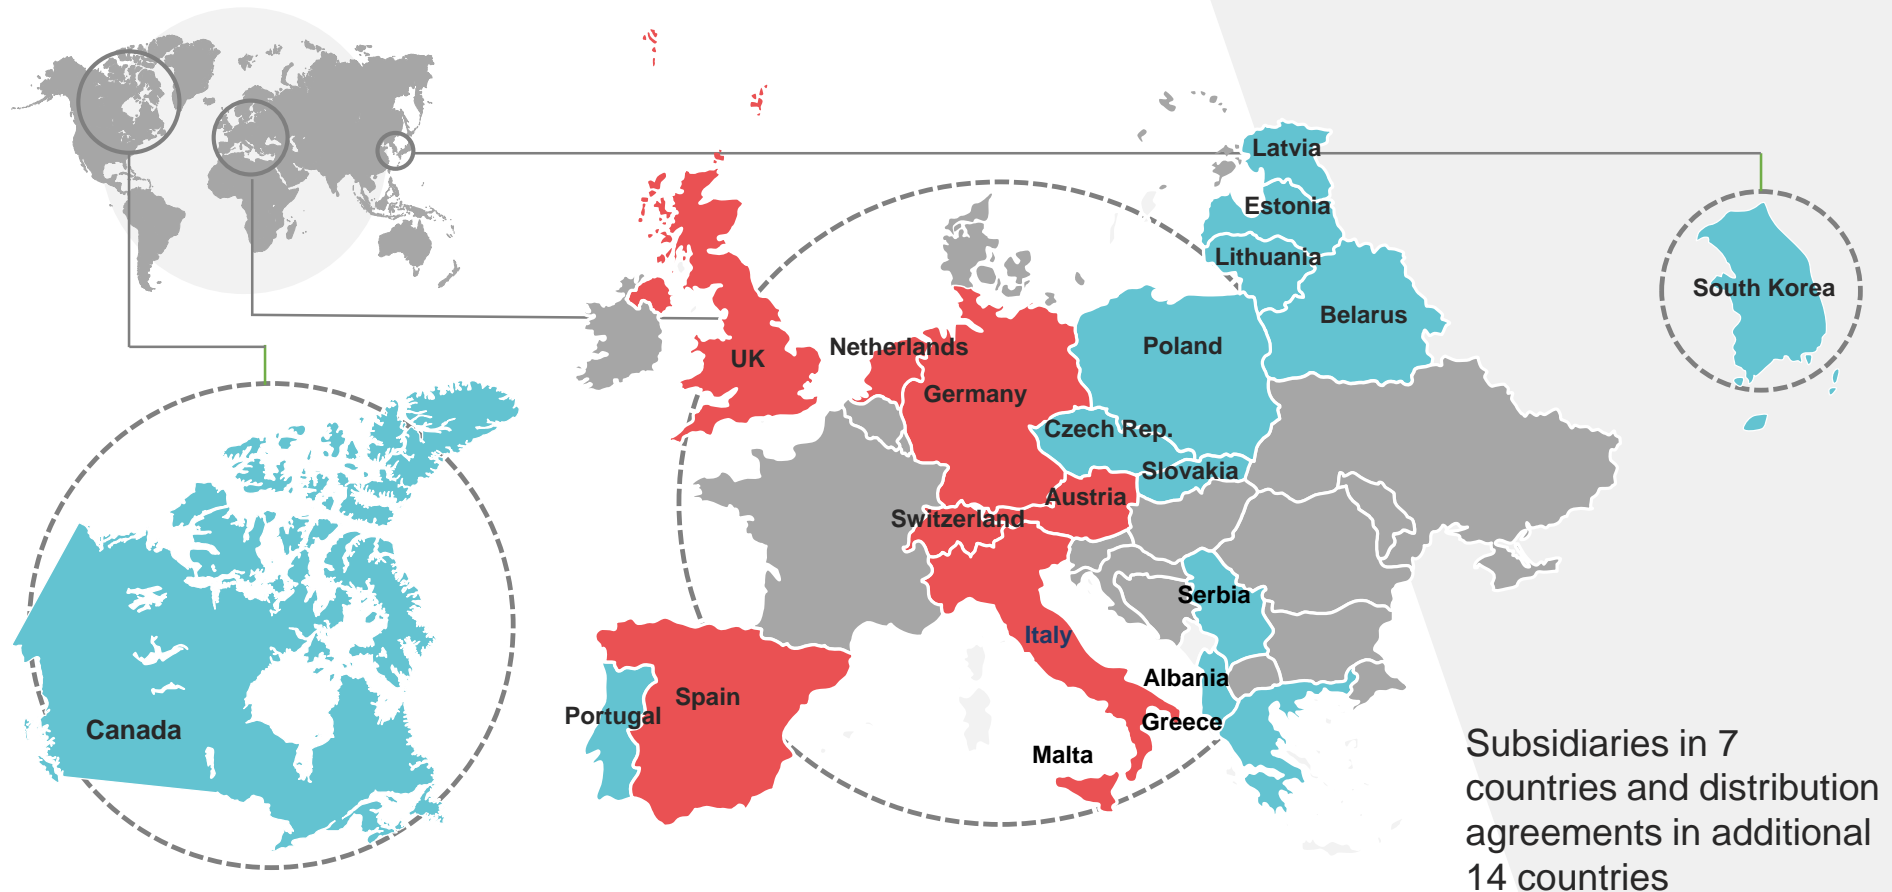 Latvia
Estonia
Lithuania
South Korea
Belarus
Poland
Netherlands
UK
Germany
Czech Rep.
Slovakia
Austria
Switzerland
Serbia
Italy
Albania
Spain
Portugal
Greece
Canada
Malta
Subsidiaries in 7
countries and distribution
agreements in additional
14 countries